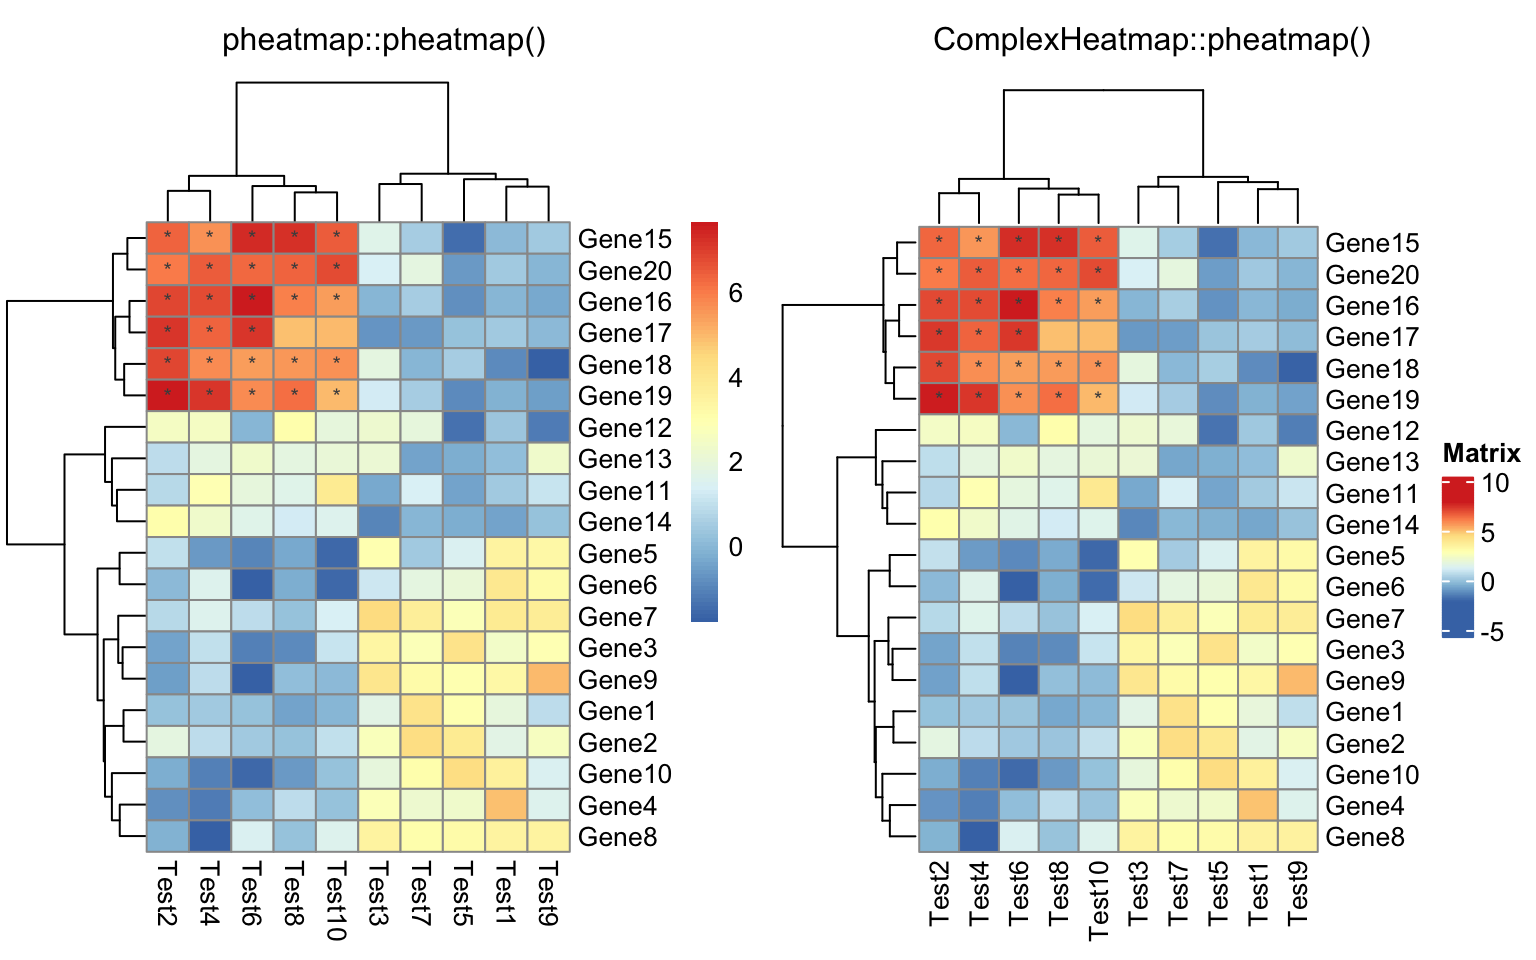 pheatmap::pheatmap()
* * * * *
* * * * *
* * * * *
* * *
* * * * *
* * * * *
Gene15
Gene20
Gene16
Gene17
Gene18
Gene19
Gene12
Gene13
Gene11
Gene14
Gene5
Gene6
Gene7
Gene3
Gene9
Gene1
Gene2
Gene10
Gene4
Gene8
Test2
Test4
Test6
Test8
Test10
Test3
Test7
Test5
Test1
Test9
6
4
2
0
ComplexHeatmap::pheatmap()
* * * * *
* * * * *
* * * * *
* * *
* * * * *
* * * * *
Gene15
Gene20
Gene16
Gene17
Gene18
Gene19
Gene12
Gene13
Gene11
Gene14
Gene5
Gene6
Gene7
Gene3
Gene9
Gene1
Gene2
Gene10
Gene4
Gene8
Test2
Test4
Test6
Test8
Test10
Test3
Test7
Test5
Test1
Test9
Matrix
10
5
0
-5